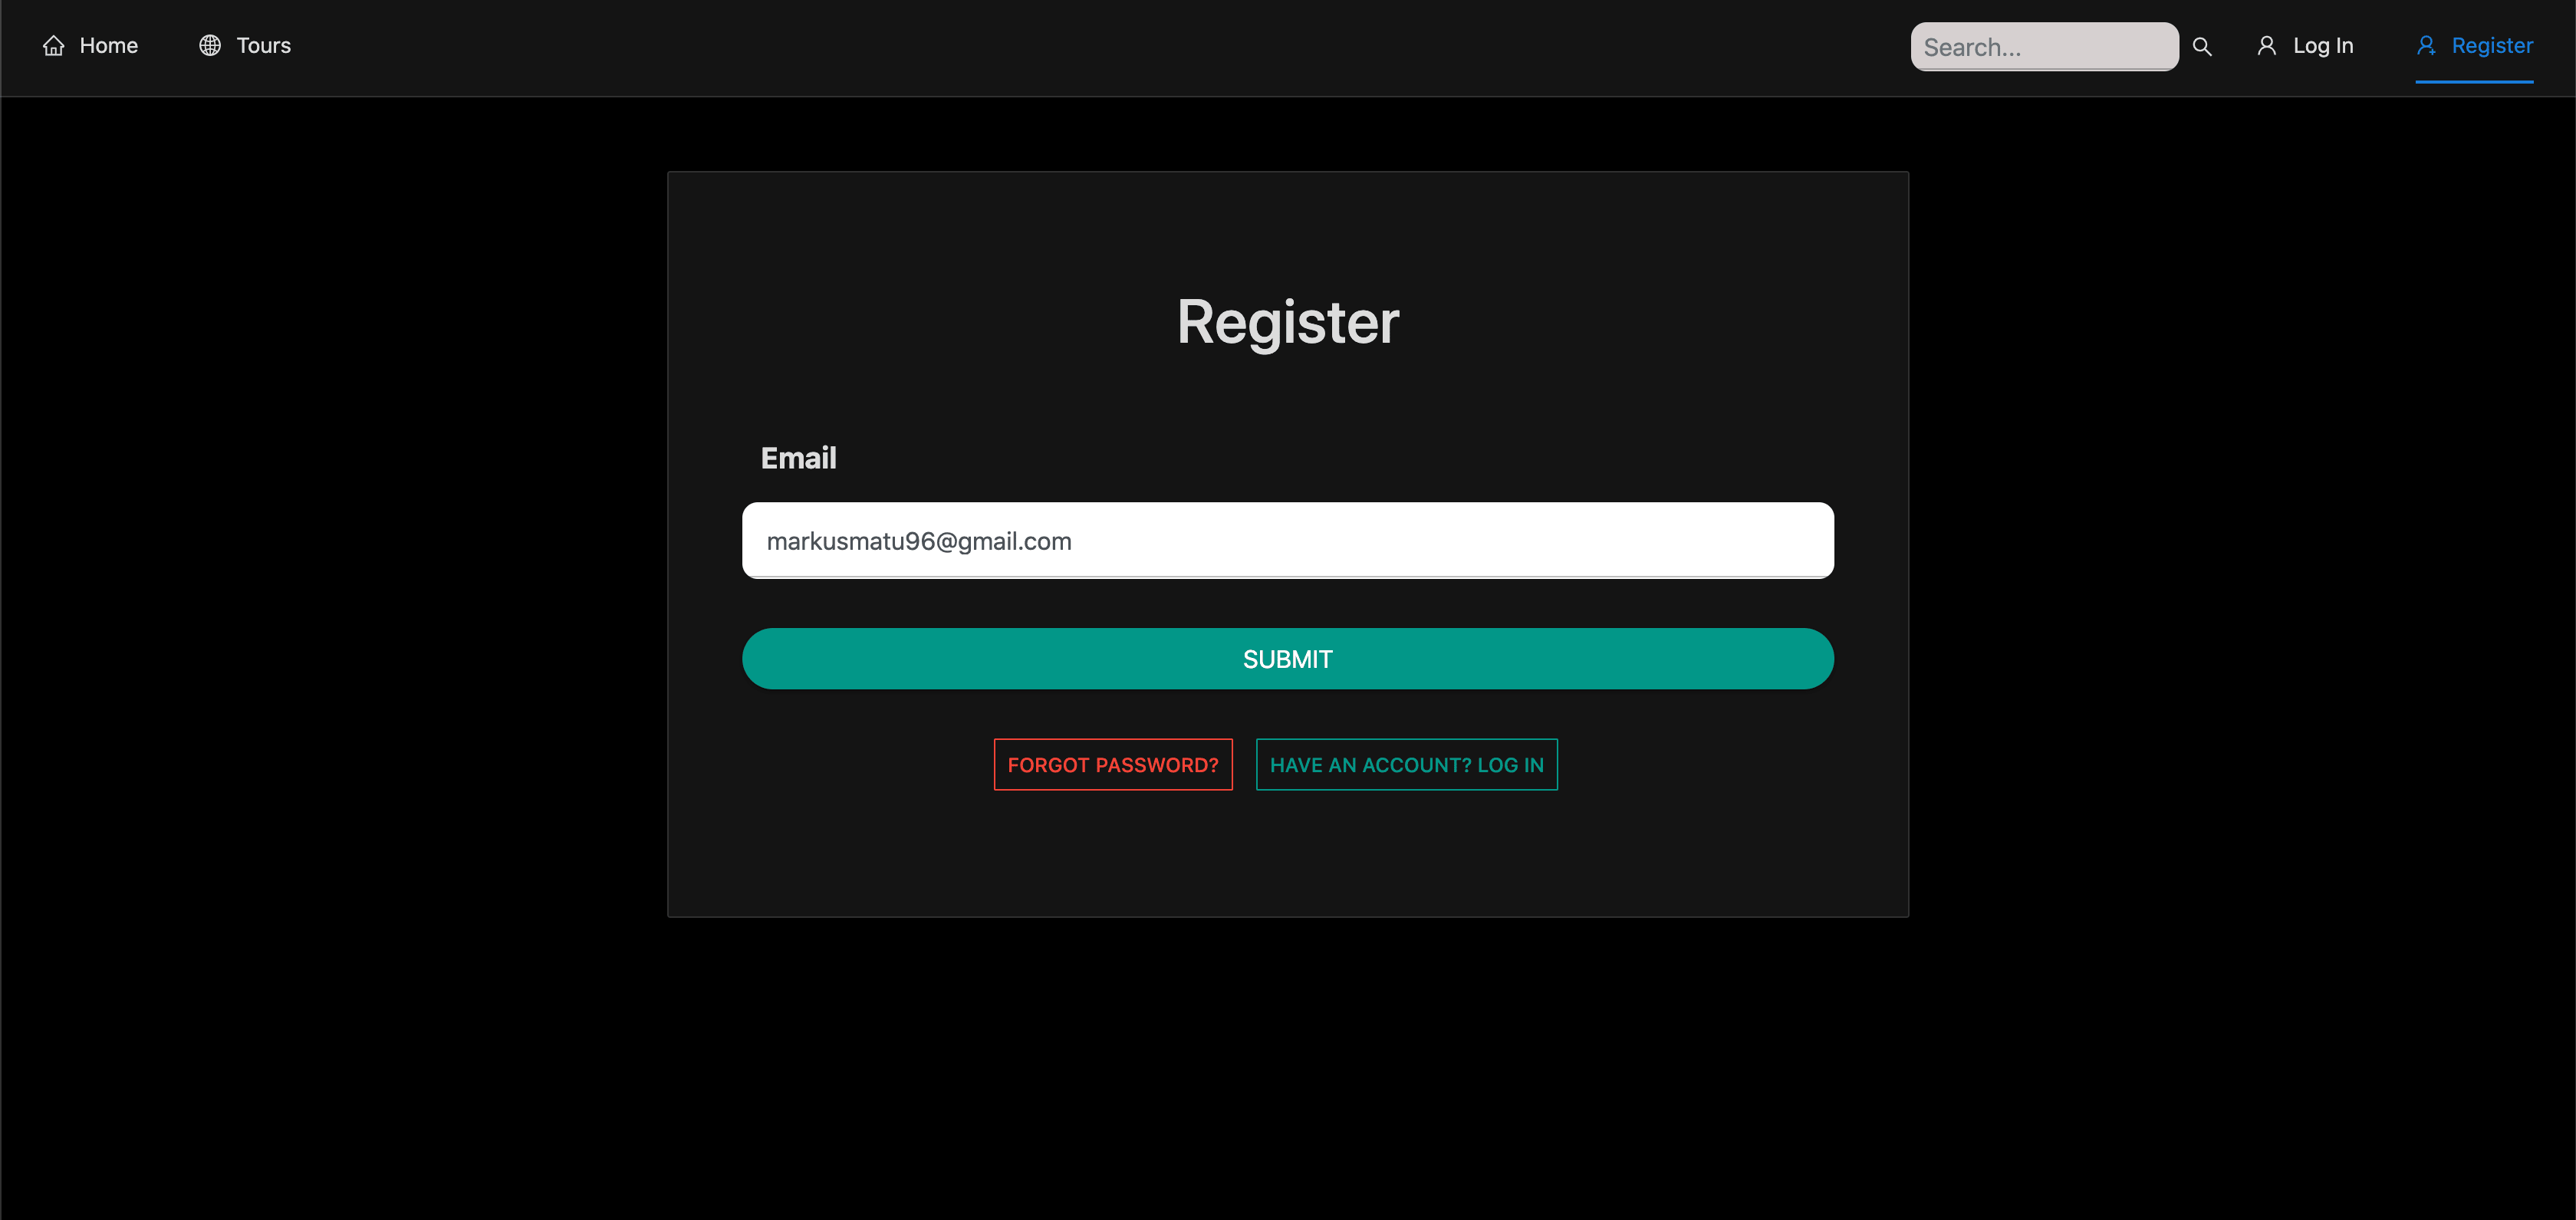 Home Tours Search... Log In Register
Register
Email
markusmatu96@gmail.com
SUBMIT
FORGOT PASSWORD? HAVE AN ACCOUNT? LOG IN